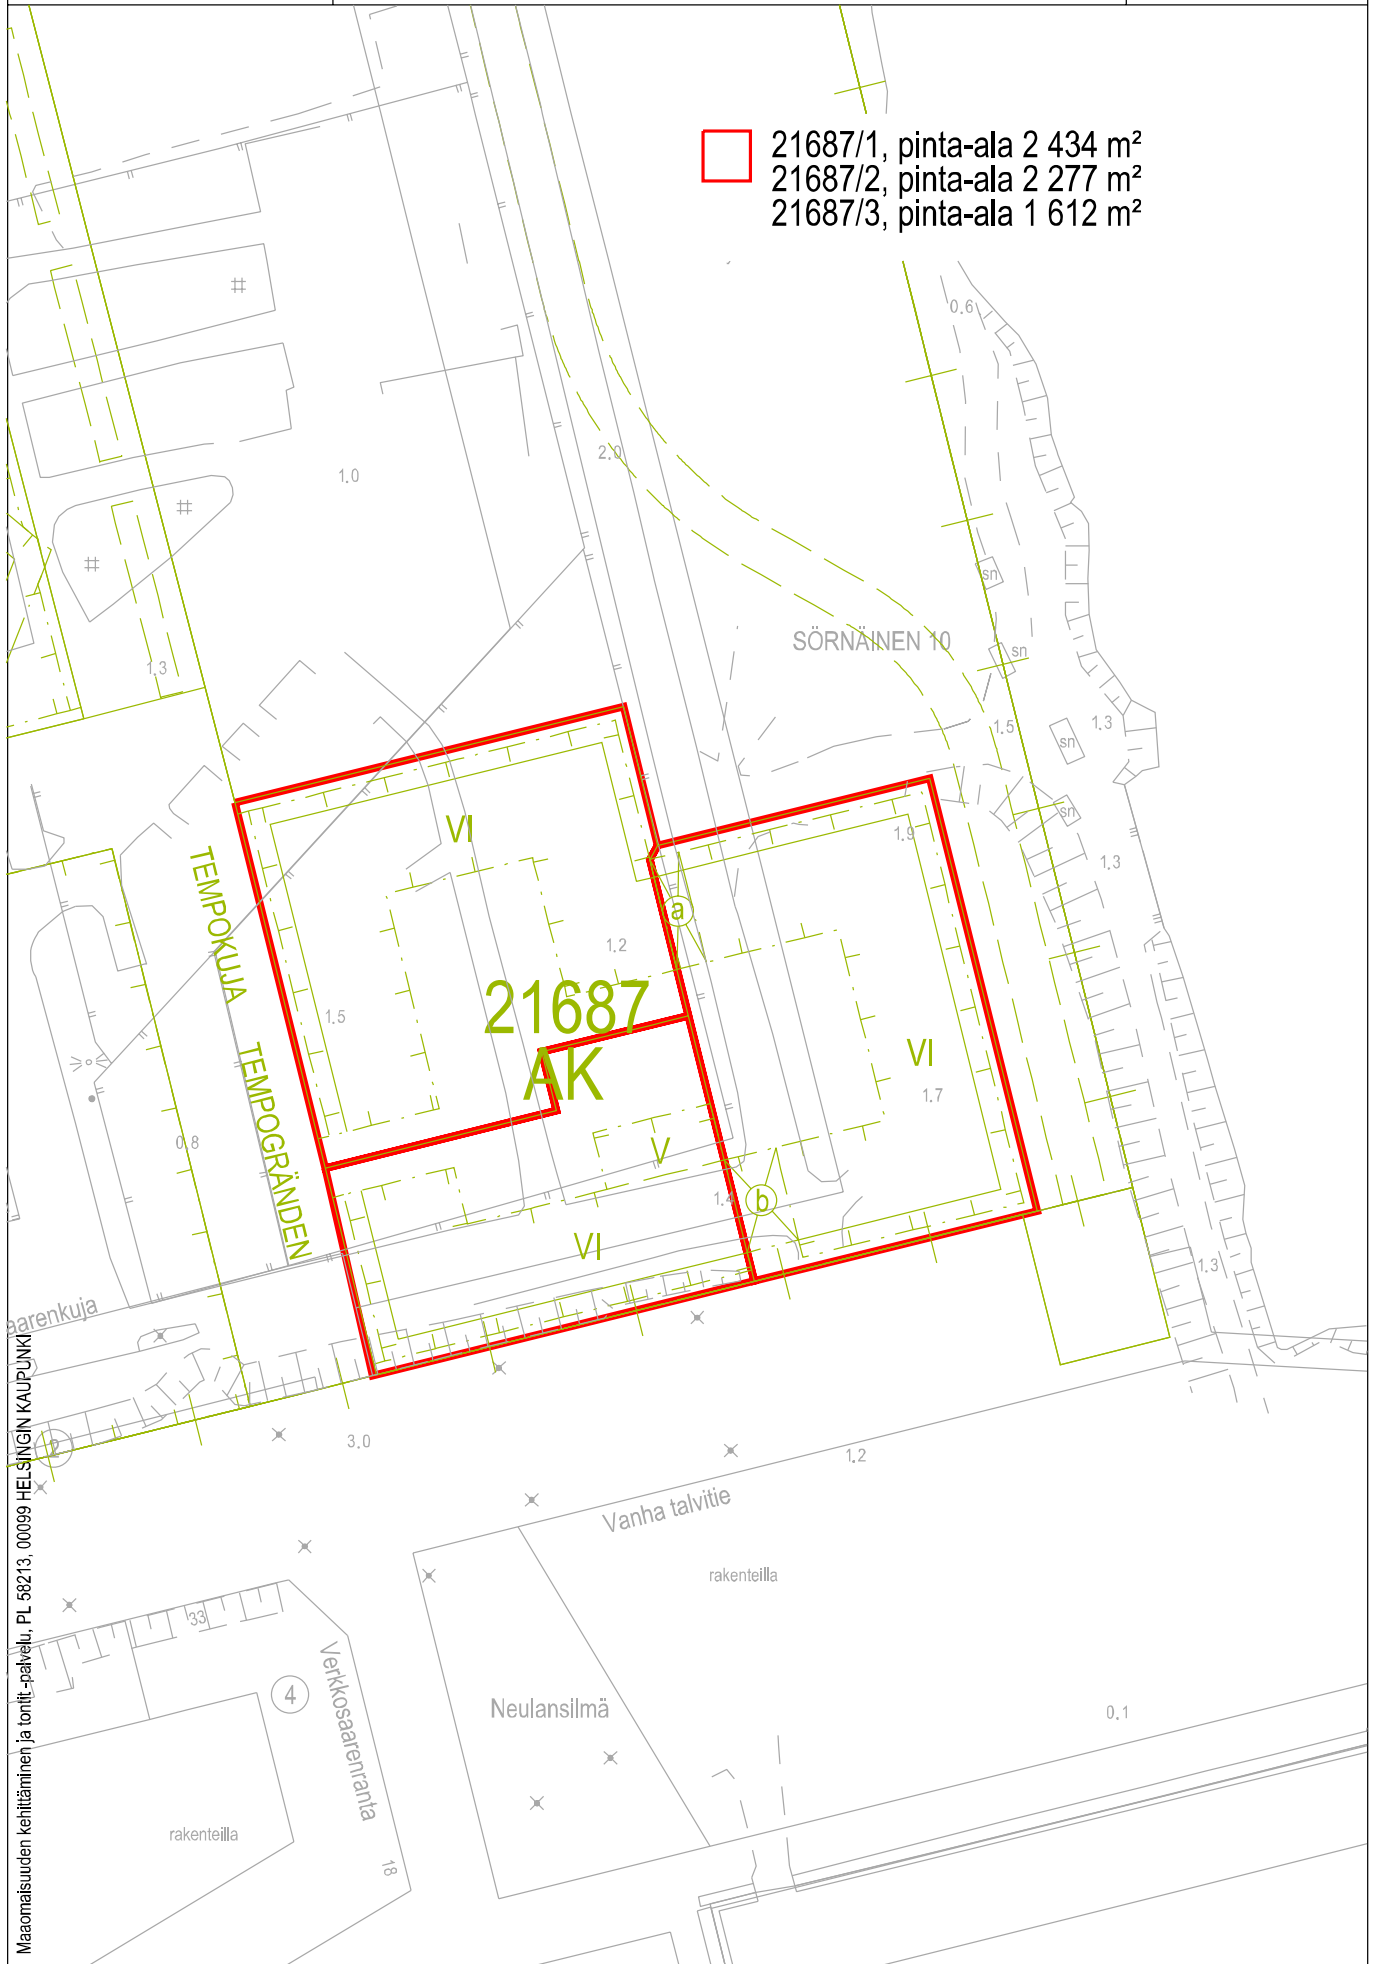 21687/1, pinta-ala 2 434 m²
21687/2, pinta-ala 2 277 m²
21687/3, pinta-ala 1 612 m²
0.6
2.0
1.0
sn
SÖRNÄINEN 10
sn
1.3
1.5
1.3
sn
sn
VI
1.9
1.3
TEMPOKUJA
a
1.2
21687
1.5
AK
VI
1.7
TEMPOGRÄNDEN
0.8
V
1.4
b
VI
1.3
aarenkuja
2
3.0
1.2
Vanha talvitie
rakenteilla
33
Verkkosaarenranta
4
Neulansilmä
0.1
rakenteilla
18
Maaomaisuuden kehittäminen ja tontit -palvelu, PL 58213, 00099 HELSINGIN KAUPUNKI